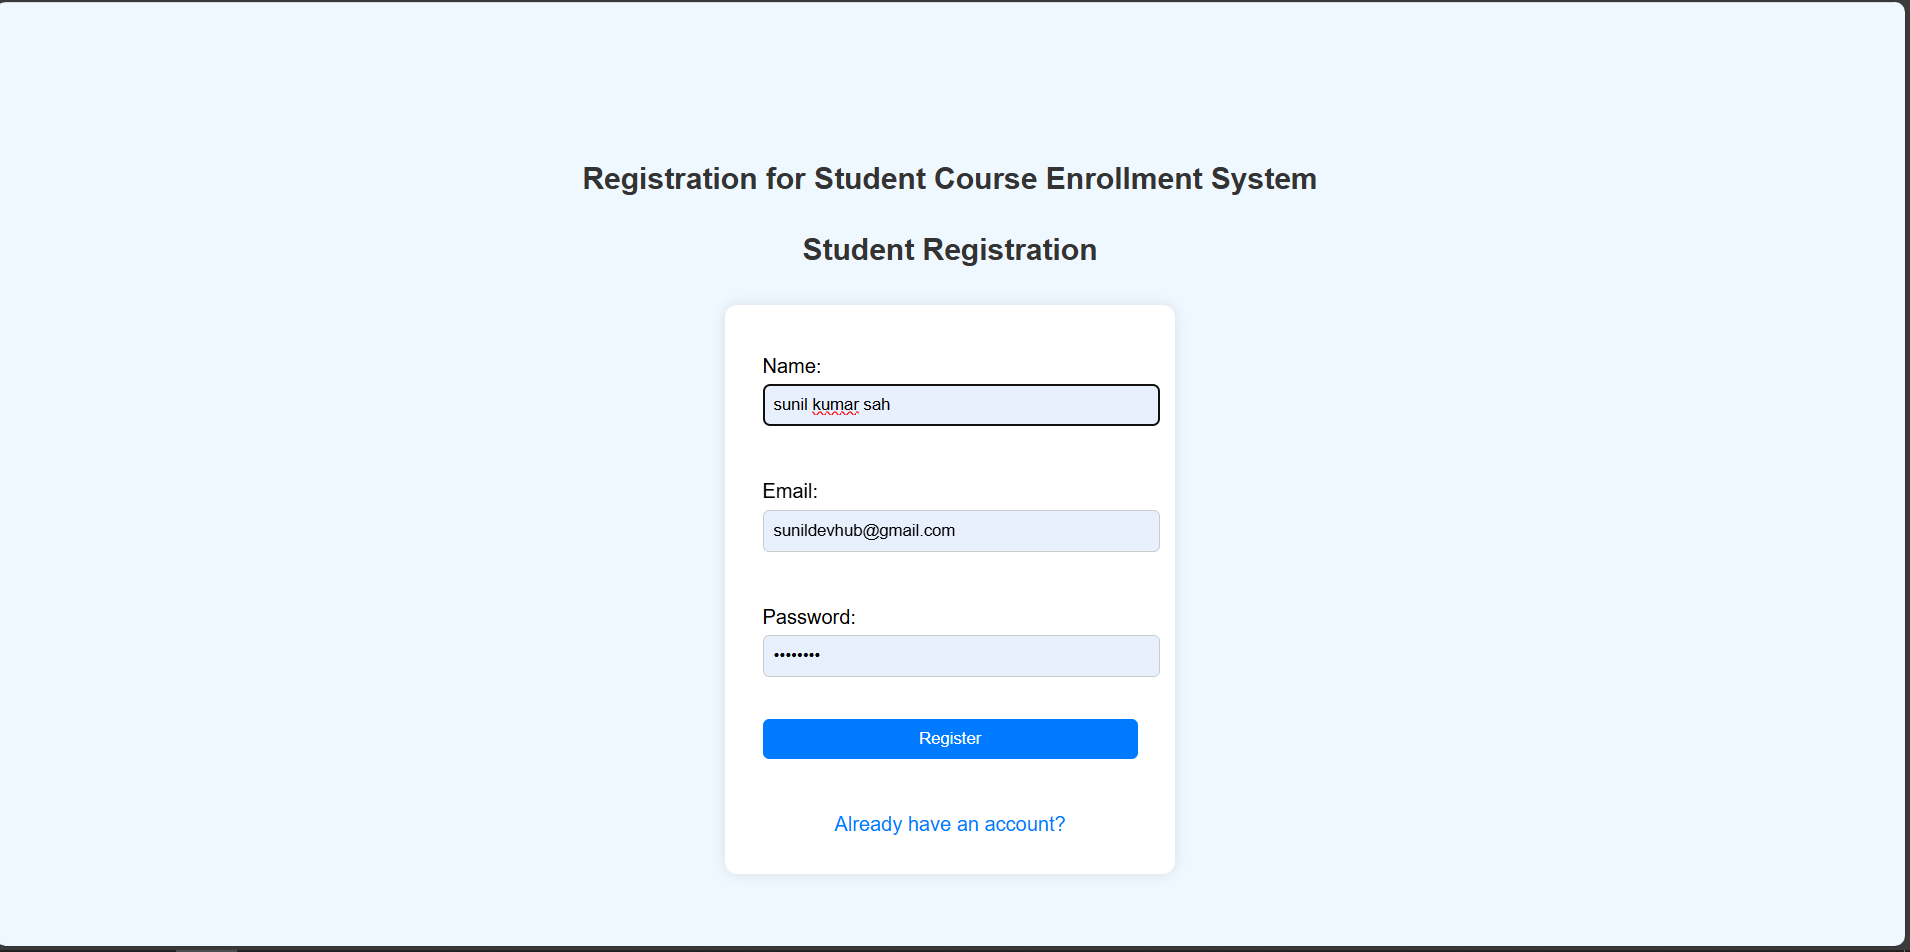 Registration for Student Course Enrollment System
Student Registration
Name:
sunil kumar sah
Email:
sunildevhub@gmail.com
Password:
••••••••
Register
Already have an account?